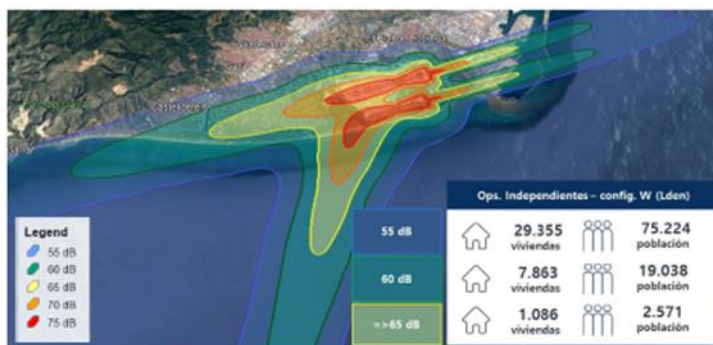 Castelldefels
Ops. Independientes – config. W (Lden)
55 dB
29.355
viviendas
75.224
población
60 dB
7.863
viviendas
19.038
población
=>65 dB
1.086
viviendas
2.571
población
Legend
55 dB
60 dB
65 dB
70 dB
75 dB